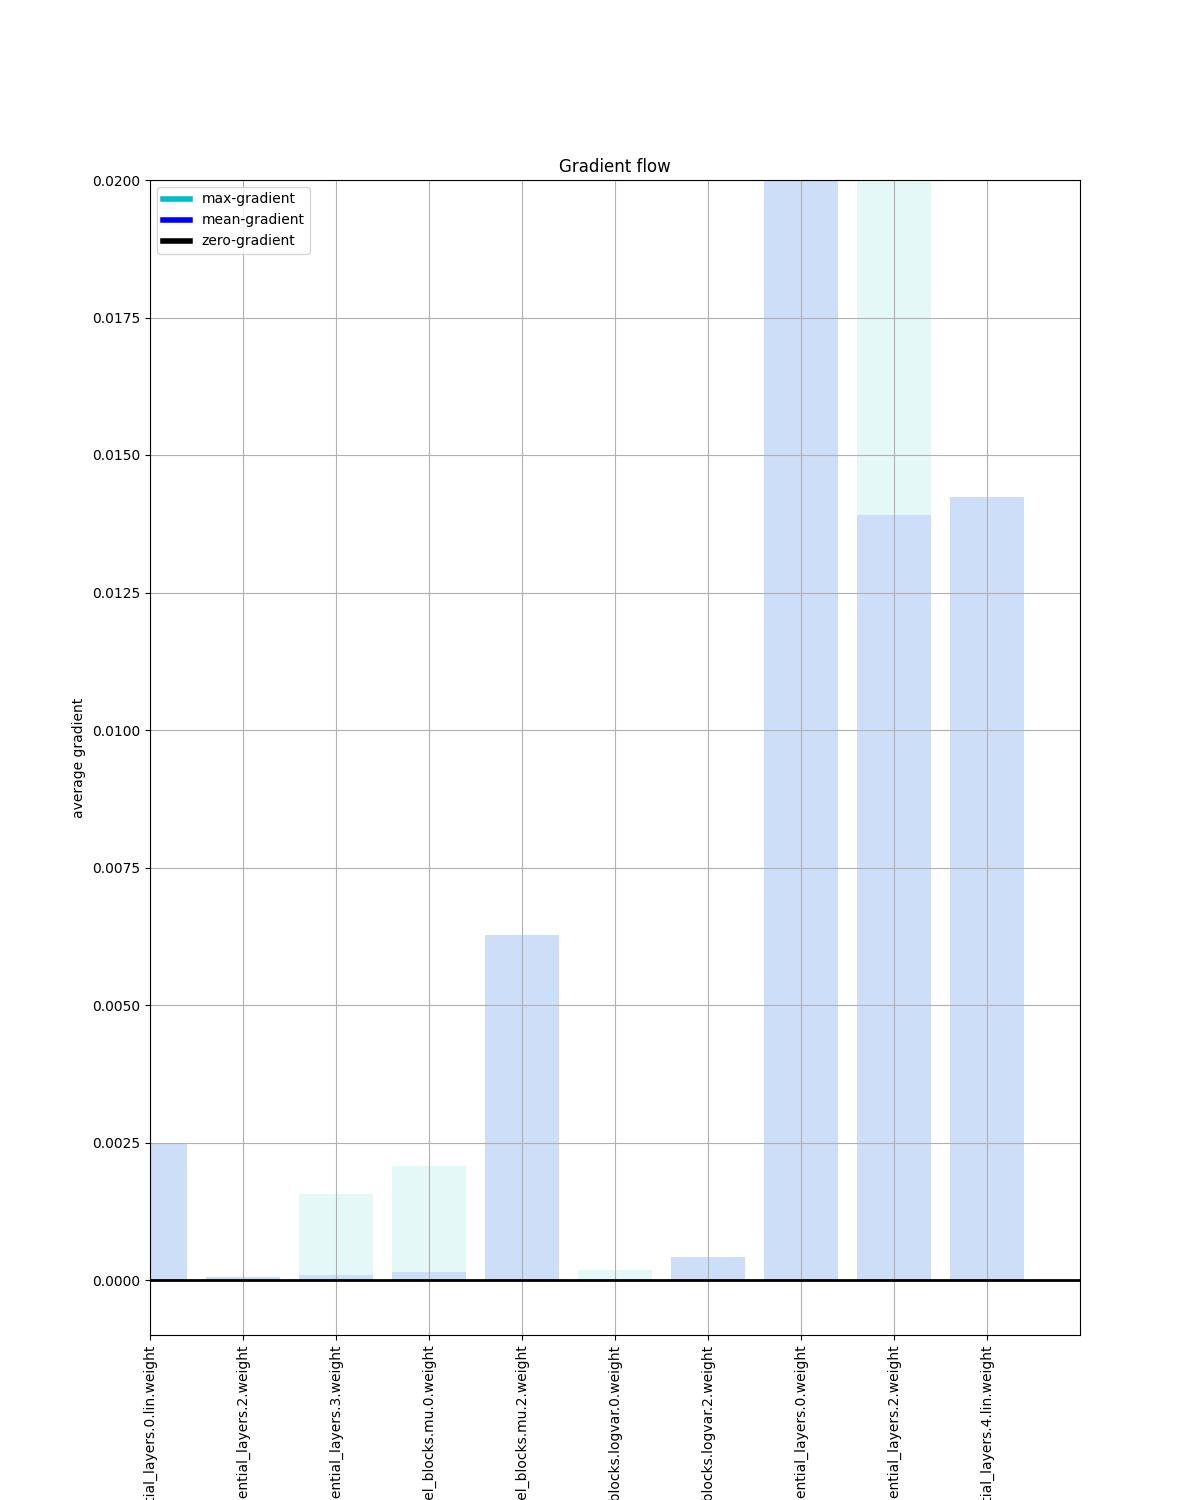 Gradient flow
max-gradient
mean-gradient
zero-gradient
0.0200
0.0175
0.0150
0.0125
0.0100
0.0075
0.0050
0.0025
0.0000
average gradient
tial_layers.0.lin.weight
ential_layers.2.weight
ential_layers.3.weight
el_blocks.mu.0.weight
el_blocks.mu.2.weight
blocks.logvar.0.weight
blocks.logvar.2.weight
ential_layers.0.weight
ential_layers.2.weight
tial_layers.4.lin.weight